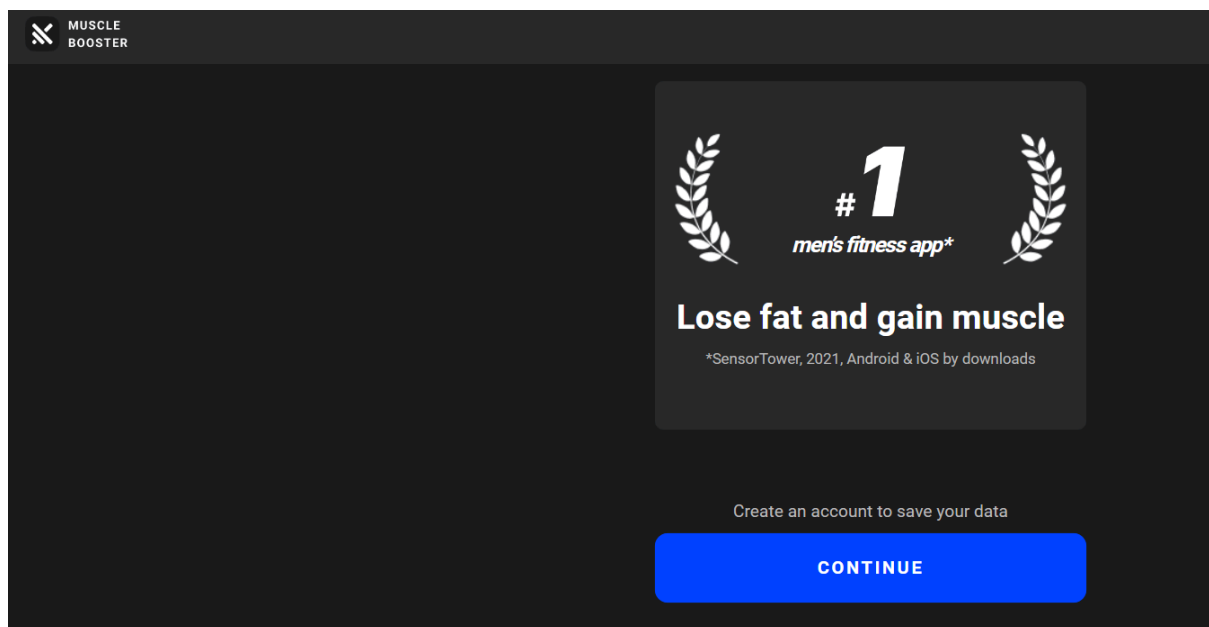 MUSCLE
BOOSTER
#1
men's fitness app*
Lose fat and gain muscle
*SensorTower, 2021, Android & iOS by downloads
Create an account to save your data
CONTINUE